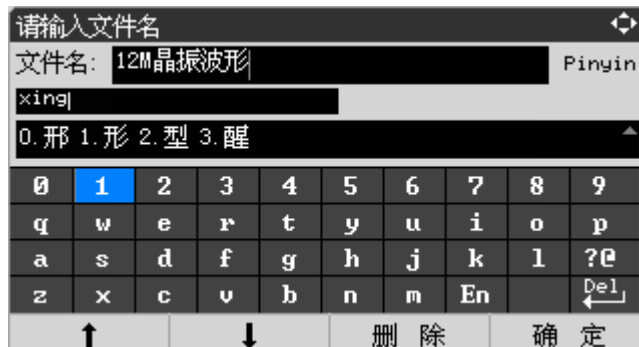 请输入文件名
文件名: 12M晶振波形 Pinyin
xing
0.邢 1.形 2.型 3.醒
0 1 2 3 4 5 6 7 8 9
q w e r t y u i o p
a s d f g h j k l ?@
z x c v b n m En Del
删 除 确 定